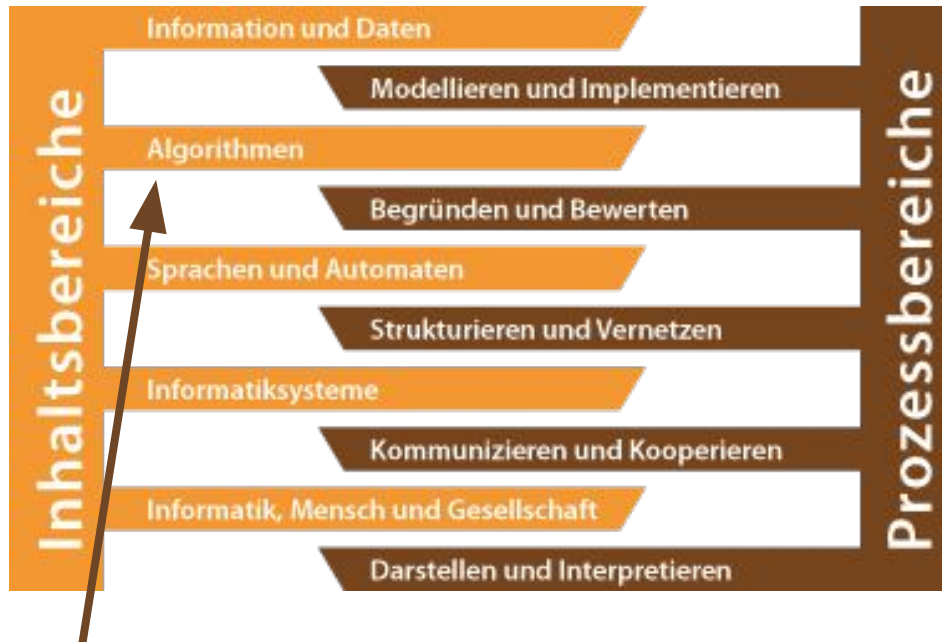 Inhaltsbereiche
Information und Daten
Modellieren und Implementieren
Algorithmen
Begründen und Bewerten
Sprachen und Automaten
Strukturieren und Vernetzen
Informatiksysteme
Kommunizieren und Kooperieren
Informatik, Mensch und Gesellschaft
Darstellen und Interpretieren
Prozessbereiche